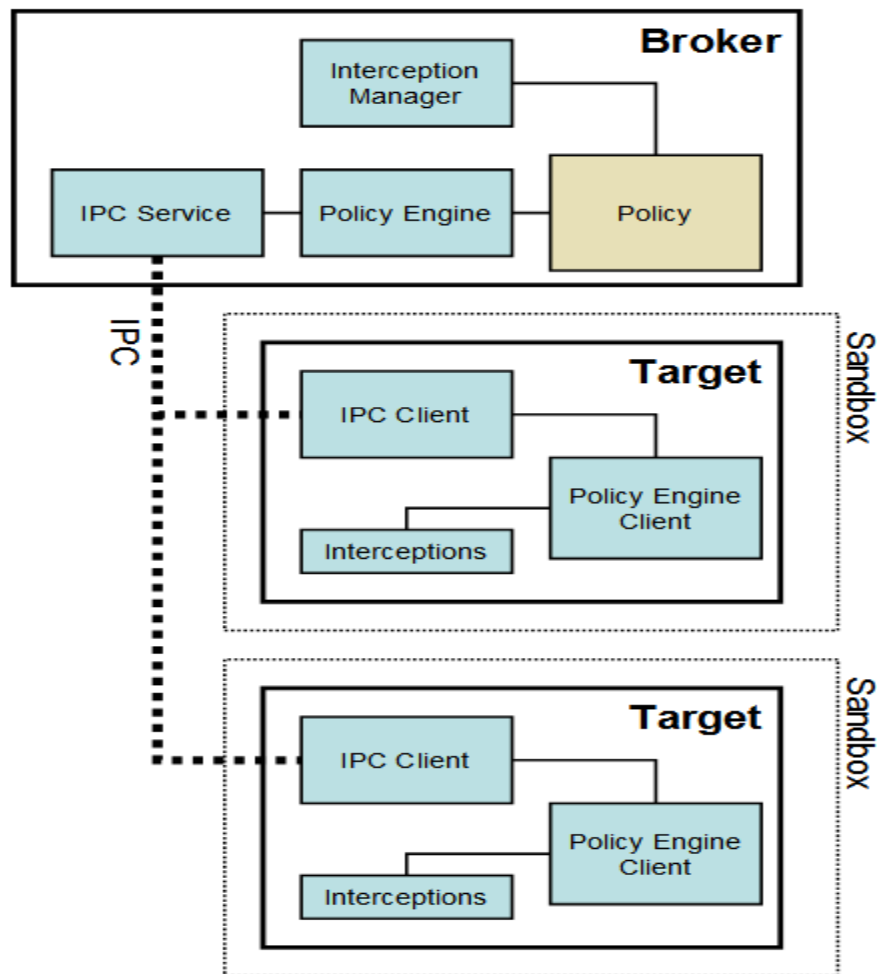 Broker
Interception
Manager
IPC Service
Policy Engine
Policy
IPC
Sandbox
Target
IPC Client
Policy Engine
Client
Interceptions
Sandbox
Target
IPC Client
Policy Engine
Client
Interceptions